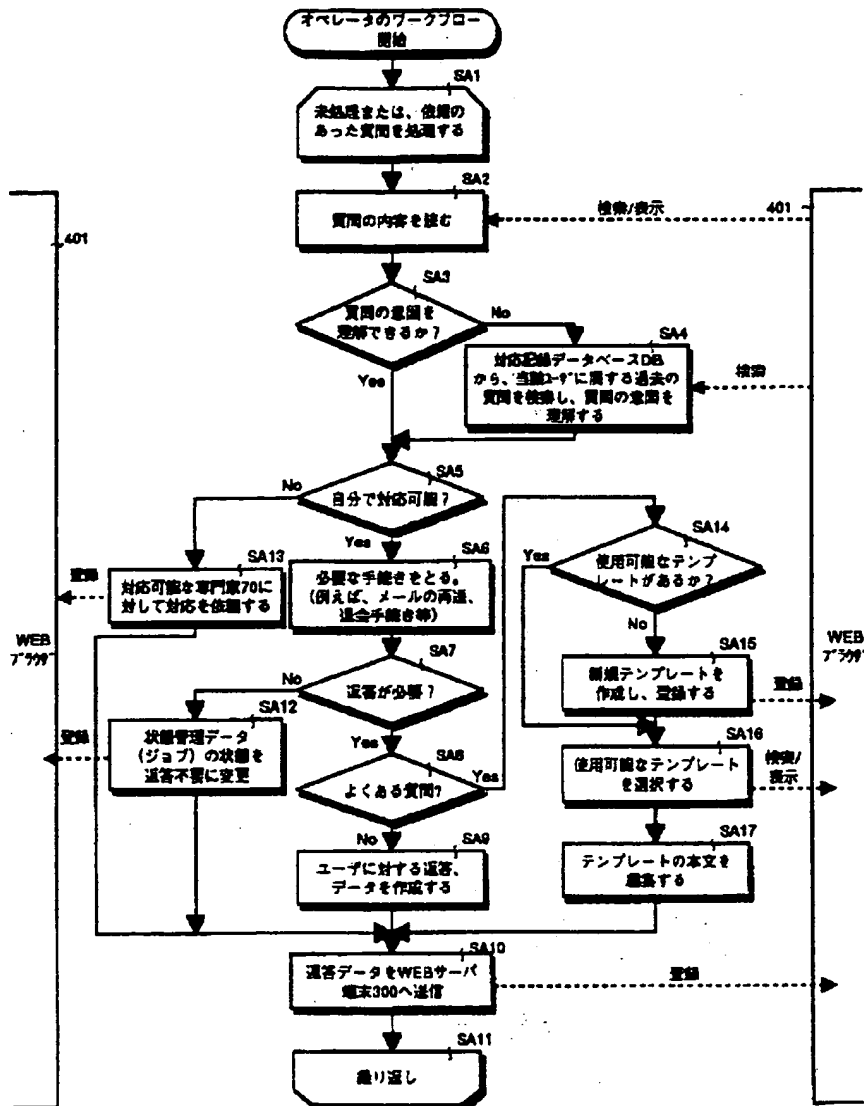 オペレータのワークフロー
開始
SA1
未処理または、依頼の
あった質問を処理する
SA2
質問の内容を読む
検索/表示
401
401
SA3
質問の意図を
理解できるか？
No
Yes
SA4
対応記録データベースDB
から、当該ユーザに関する過去の
質問を検索し、質問の意図を
理解する
検索
SA5
自分で対応可能？
No
Yes
SA13
対応可能な専門家70に
対して対応を依頼する
登録
SA6
必要な手続きをとる。
(例えば、メールの再送、
退会手続き等)
SA14
使用可能なテンプ
レートがあるか？
Yes
No
WEB
ブラウザ
WEB
ブラウザ
SA7
返答が必要？
No
Yes
SA15
新規テンプレートを
作成し、登録する
登録
SA12
状態管理データ
(ジョブ)の状態を
返答不要に変更
登録
SA8
よくある質問？
Yes
No
SA16
使用可能なテンプレート
を選択する
検索/
表示
SA9
ユーザに対する返答、
データを作成する
SA17
テンプレートの本文を
編集する
SA10
返答データをWEBサーバ
端末300へ送信
登録
SA11
繰り返し